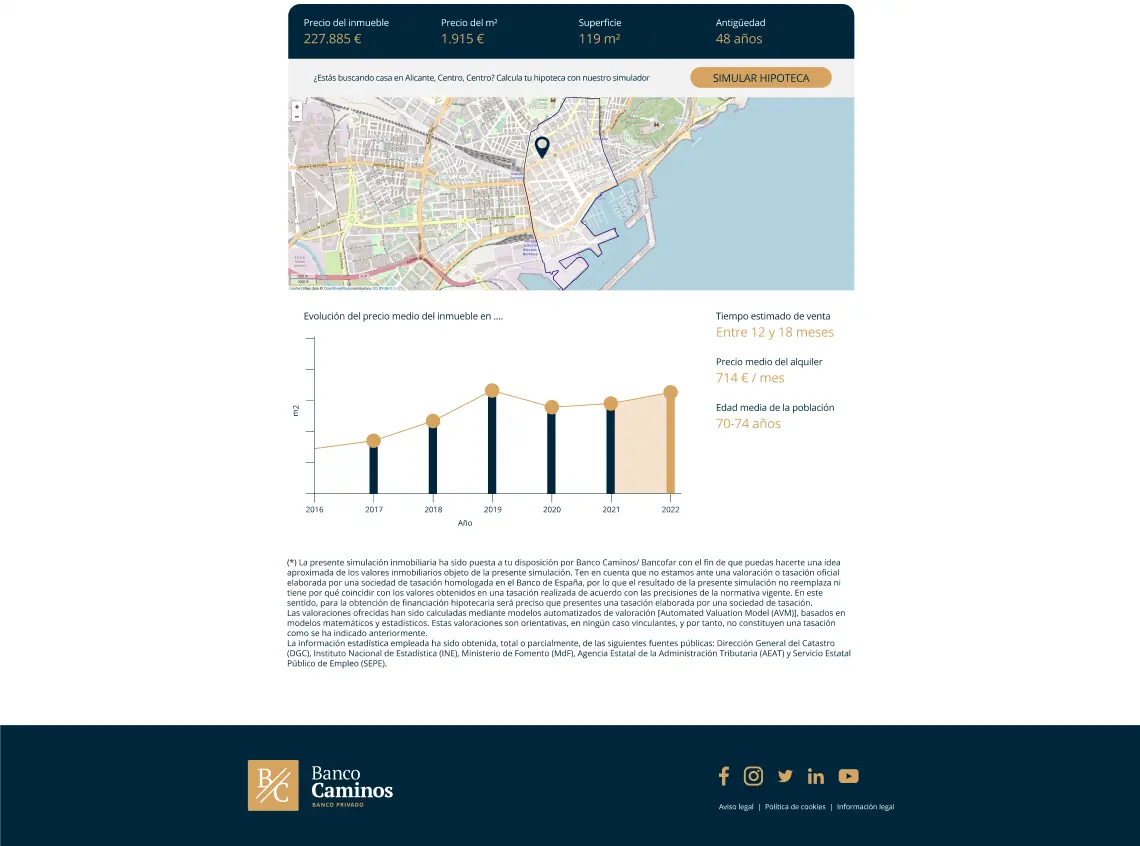 Precio del inmueble
227.885 €
Precio del m²
1.915 €
Superficie
119 m²
Antigüedad
48 años
¿Estás buscando casa en Alicante, Centro, Centro? Calcula tu hipoteca con nuestro simulador
SIMULAR HIPOTECA
+
−
Evolución del precio medio del inmueble en ....
m2
2016
2017
2018
2019
2020
2021
2022
Año
Tiempo estimado de venta
Entre 12 y 18 meses
Precio medio del alquiler
714 € / mes
Edad media de la población
70-74 años
(*) La presente simulación inmobiliaria ha sido puesta a tu disposición por Banco Caminos/ Bancofar con el fin de que puedas hacerte una idea
aproximada de los valores inmobiliarios objeto de la presente simulación. Ten en cuenta que no estamos ante una valoración o tasación oficial
elaborada por una sociedad de tasación homologada en el Banco de España, por lo que el resultado de la presente simulación no reemplaza ni
tiene por qué coincidir con los valores obtenidos en una tasación realizada de acuerdo con las precisiones de la normativa vigente. En este
sentido, para la obtención de financiación hipotecaria será preciso que presentes una tasación elaborada por una sociedad de tasación.
Las valoraciones ofrecidas han sido calculadas mediante modelos automatizados de valoración [Automated Valuation Model (AVM)], basados en
modelos matemáticos y estadísticos. Estas valoraciones son orientativas, en ningún caso vinculantes, y por tanto, no constituyen una tasación
como se ha indicado anteriormente.
La información estadística empleada ha sido obtenida, total o parcialmente, de las siguientes fuentes públicas: Dirección General del Catastro
(DGC), Instituto Nacional de Estadística (INE), Ministerio de Fomento (MdF), Agencia Estatal de la Administración Tributaria (AEAT) y Servicio Estatal
Público de Empleo (SEPE).
B/C
Banco
Caminos
BANCO PRIVADO
Aviso legal | Política de cookies | Información legal